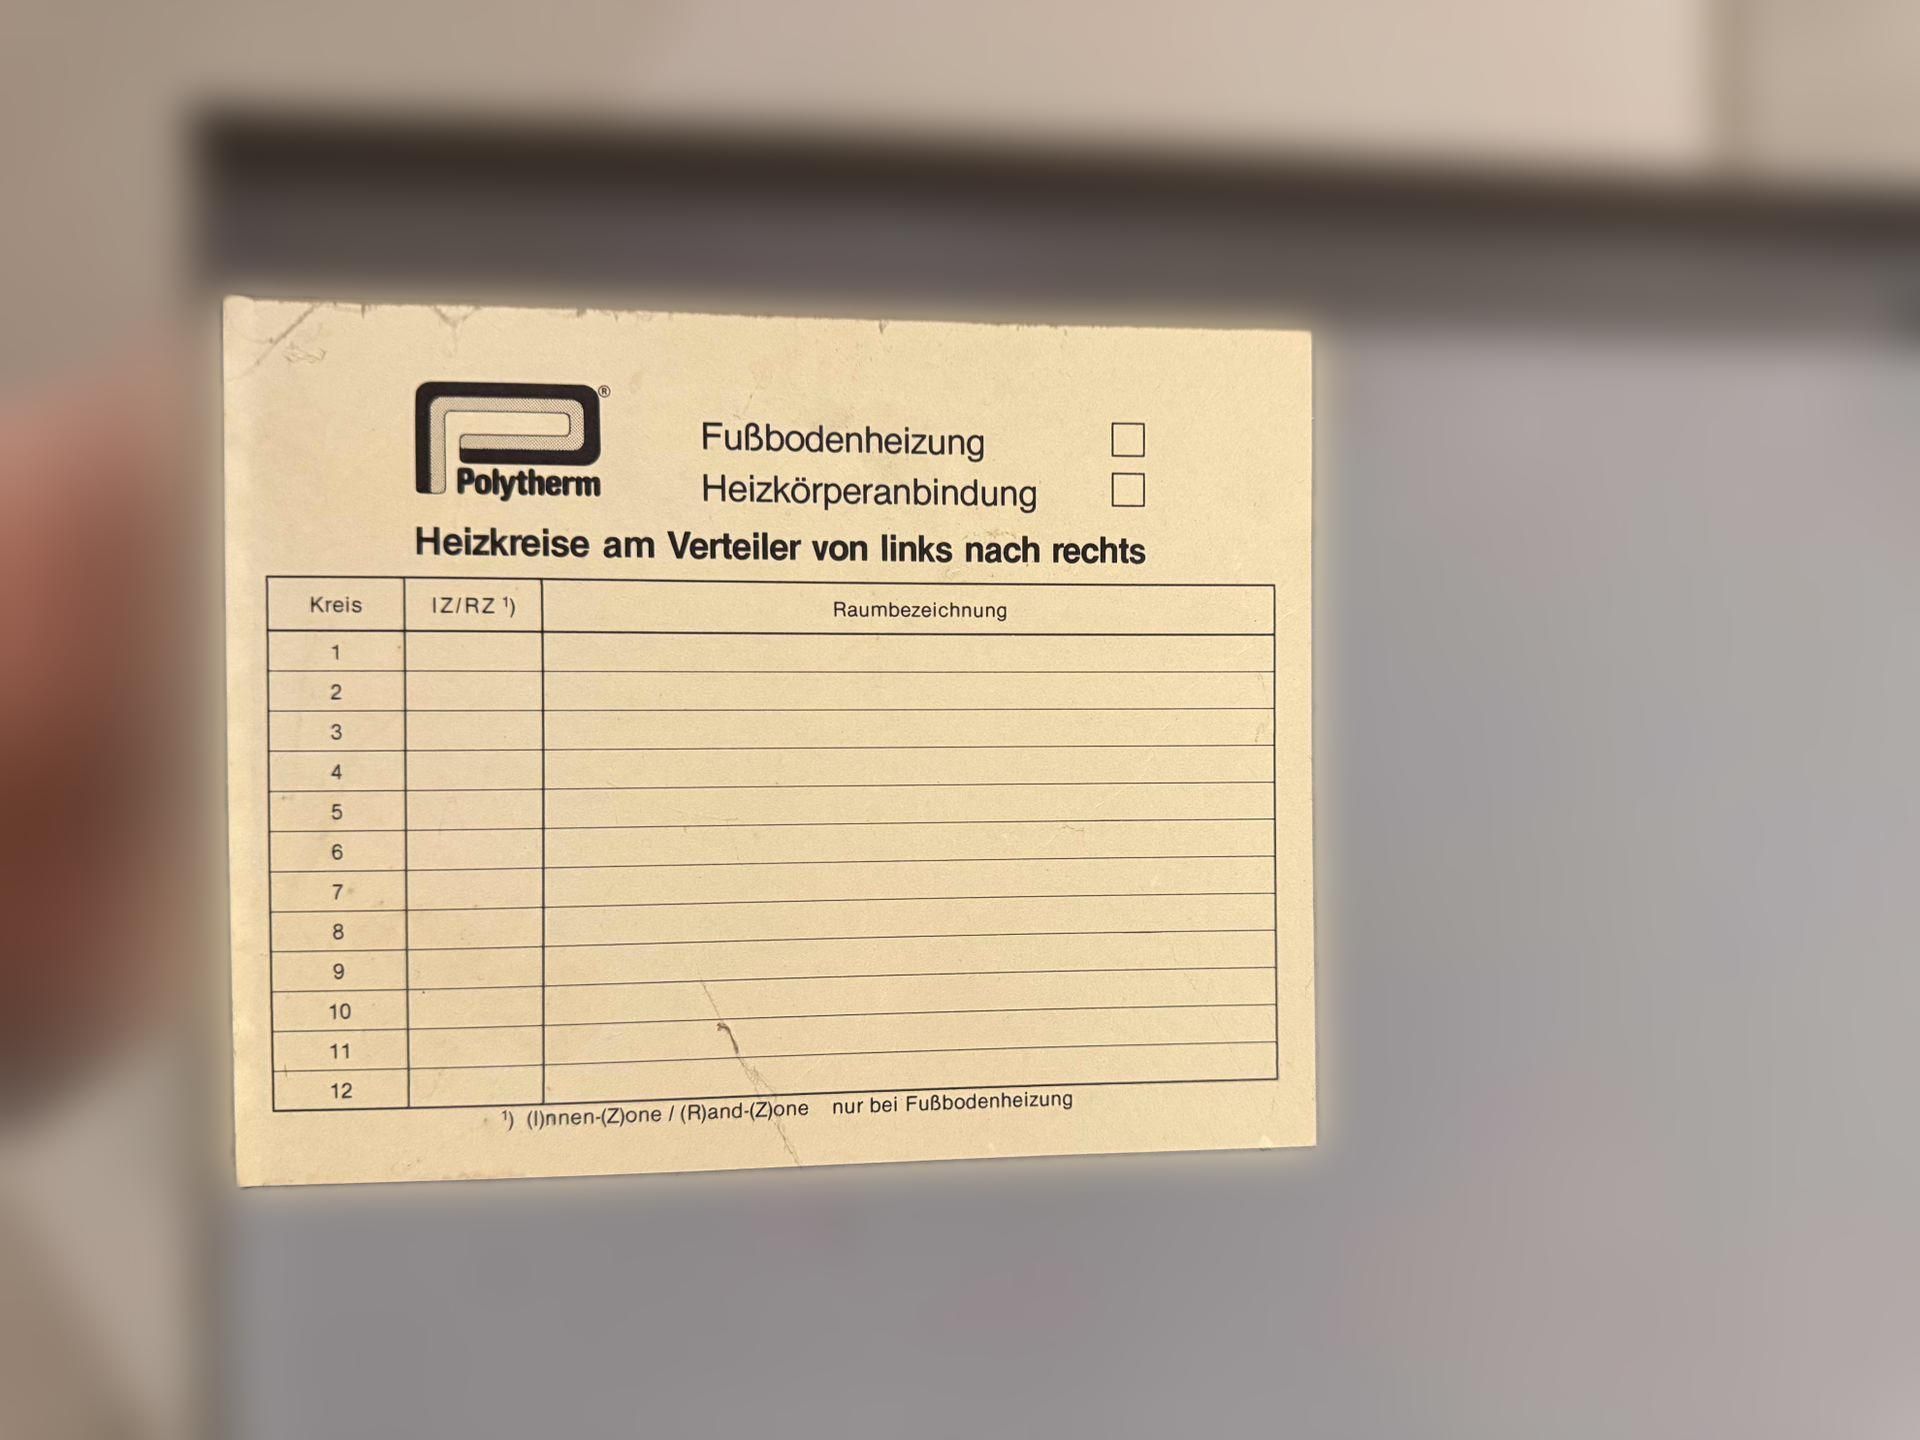 ®
Polytherm
Fußbodenheizung
Heizkörperanbindung
Heizkreise am Verteiler von links nach rechts
Kreis IZ/RZ ¹) Raumbezeichnung
1
2
3
4
5
6
7
8
9
10
11
12
¹) (I)nnen-(Z)one / (R)and-(Z)one nur bei Fußbodenheizung